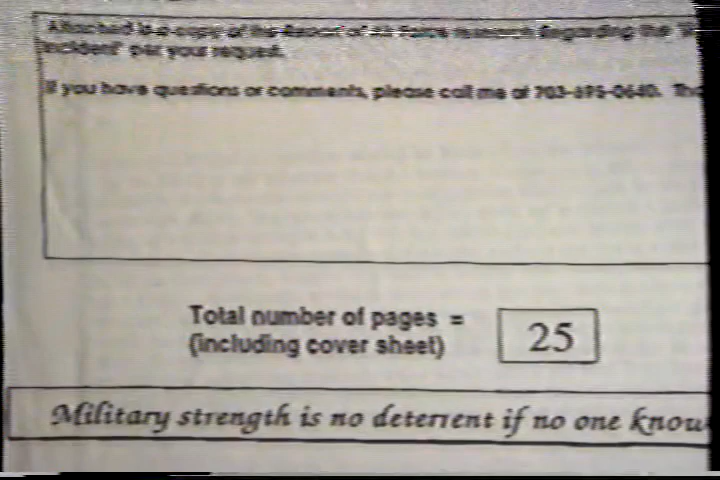 Attached is a copy of the Report of Air Force research Regarding the
incident" per your request.
If you have questions or comments, please call me at 703-695-0640. Tha
Total number of pages =
(including cover sheet)
25
Military strength is no deterrent if no one know